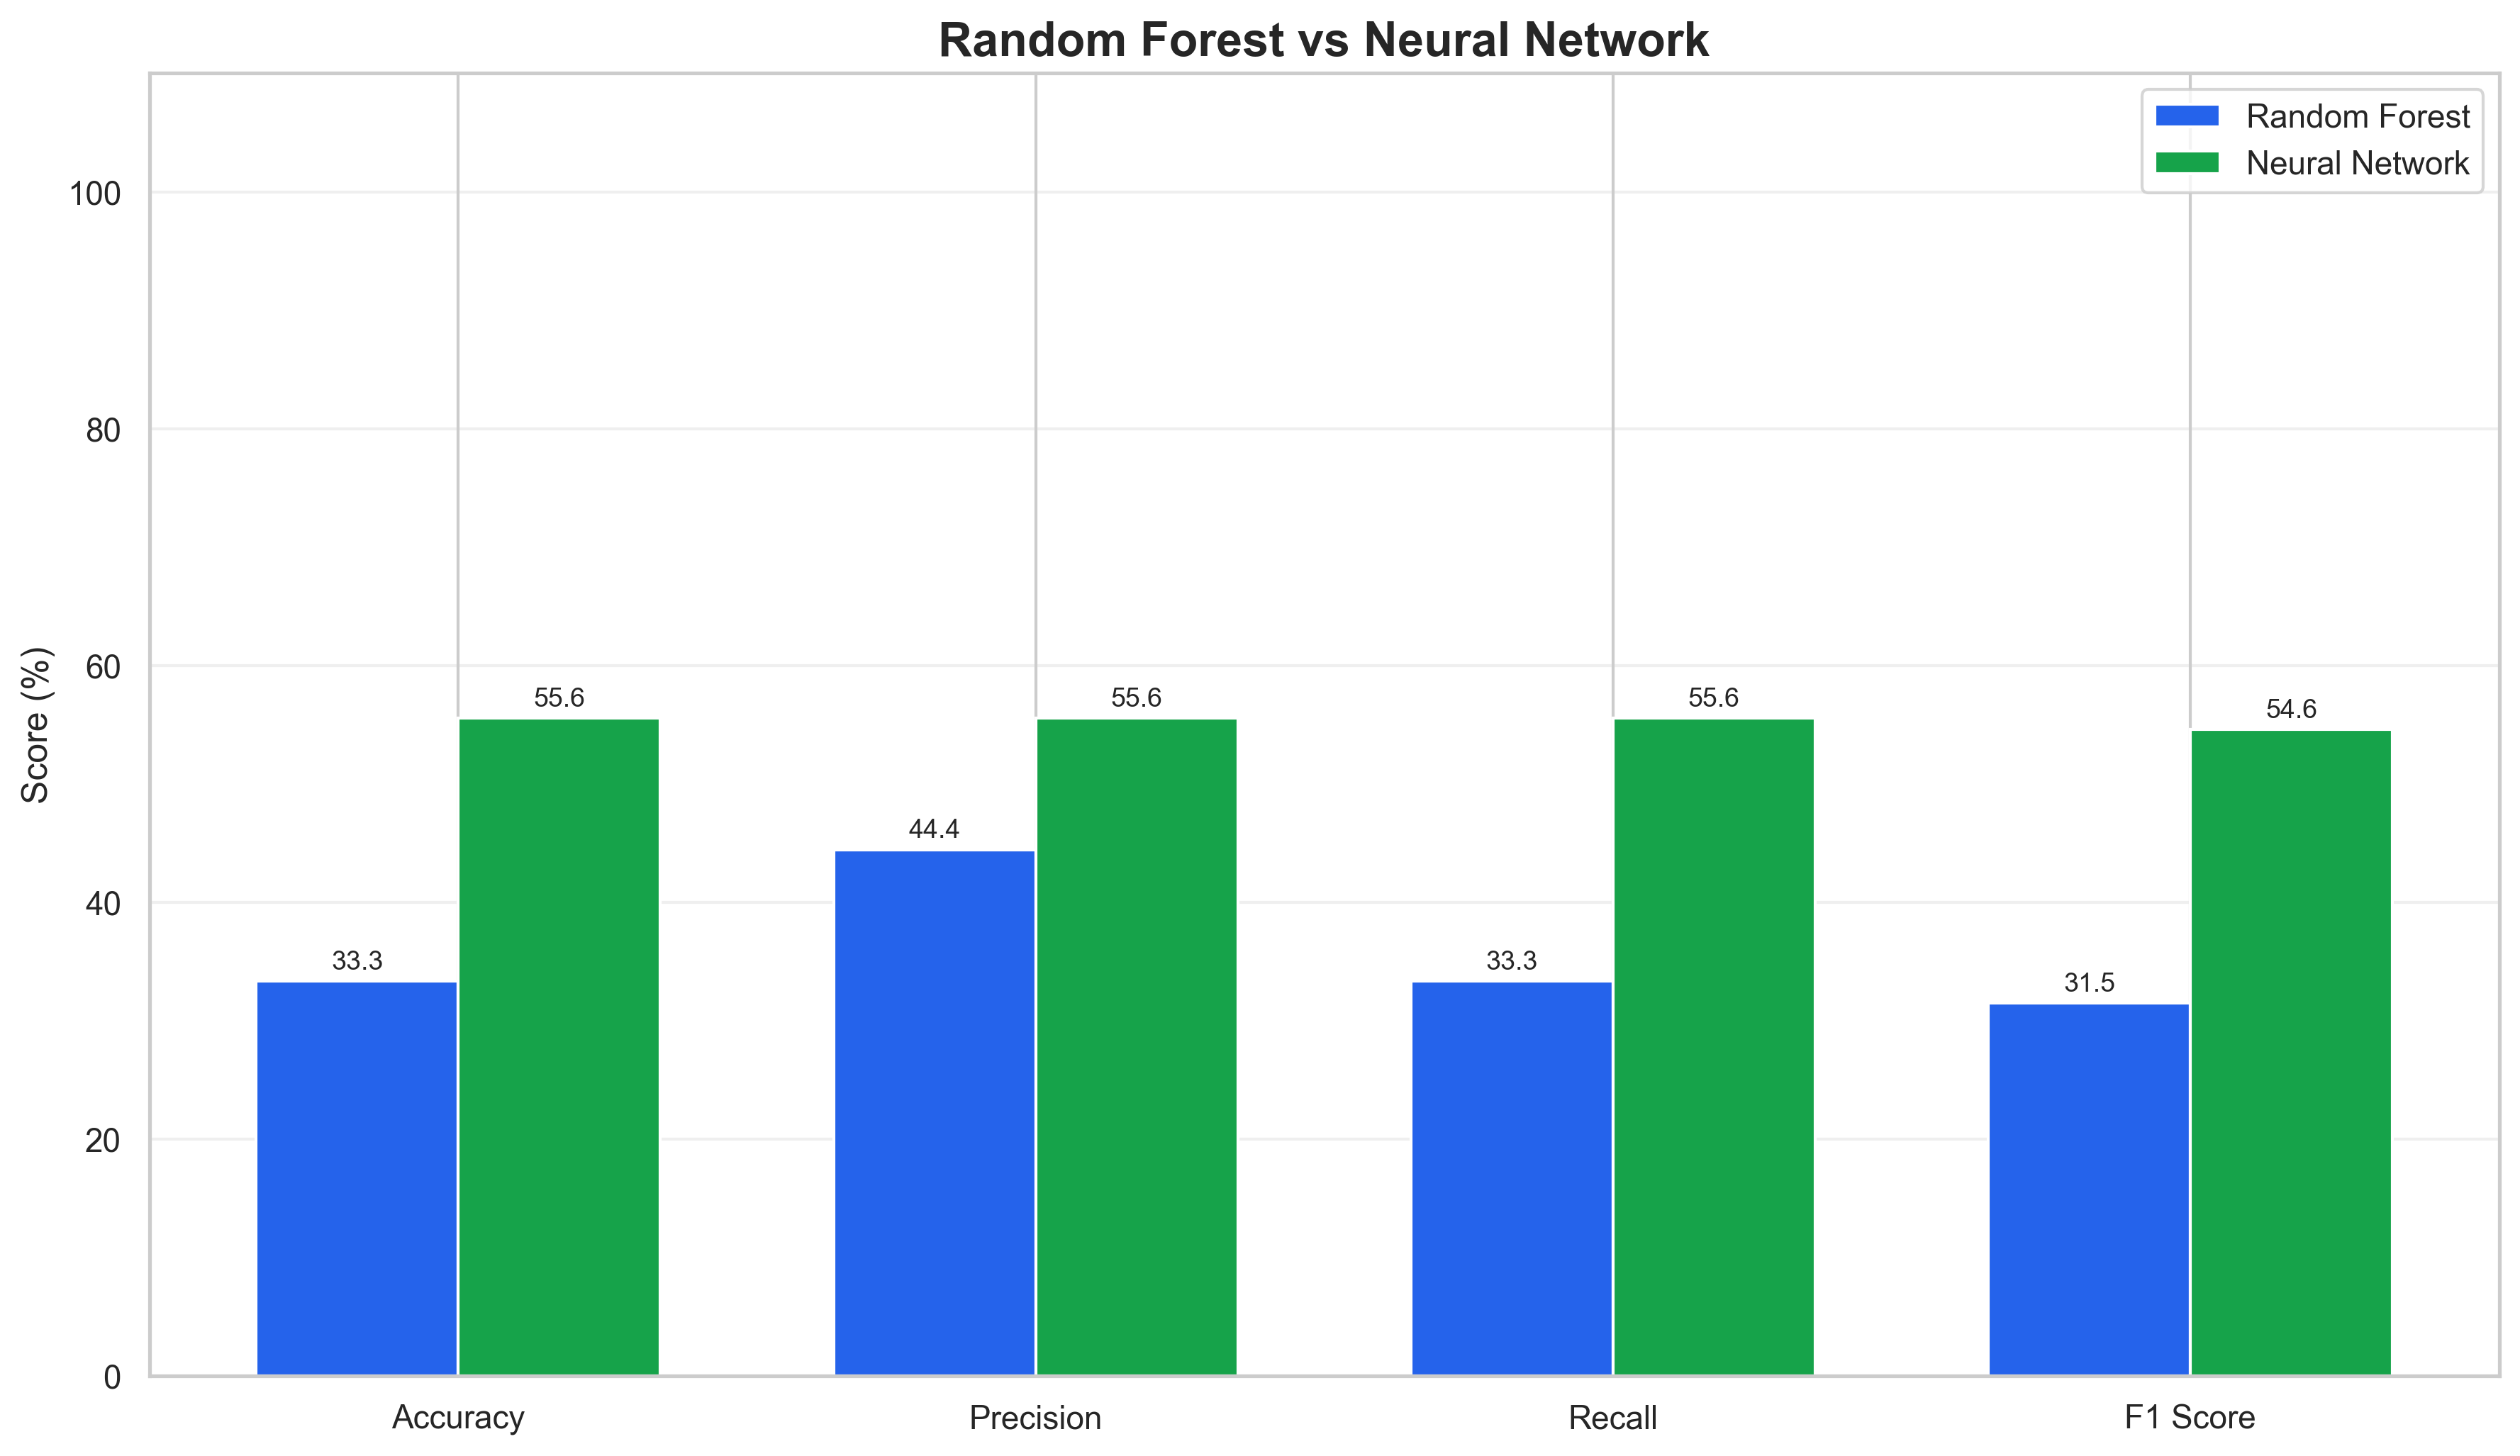 Random Forest vs Neural Network
Random Forest
Neural Network
Score (%)
100
80
60
40
20
0
33.3
55.6
44.4
55.6
33.3
55.6
31.5
54.6
Accuracy
Precision
Recall
F1 Score